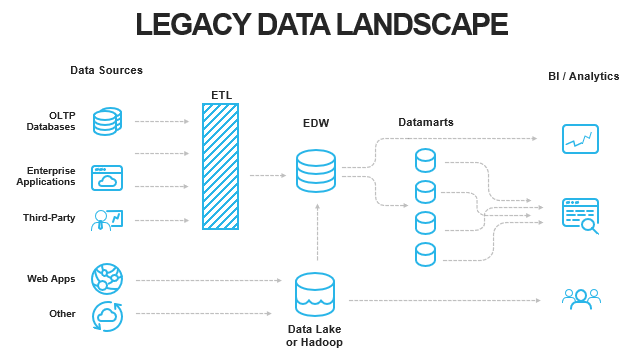 LEGACY DATA LANDSCAPE
Data Sources
BI / Analytics
ETL
EDW
Datamarts
OLTP
Databases
Enterprise
Applications
Third-Party
Web Apps
Other
Data Lake
or Hadoop